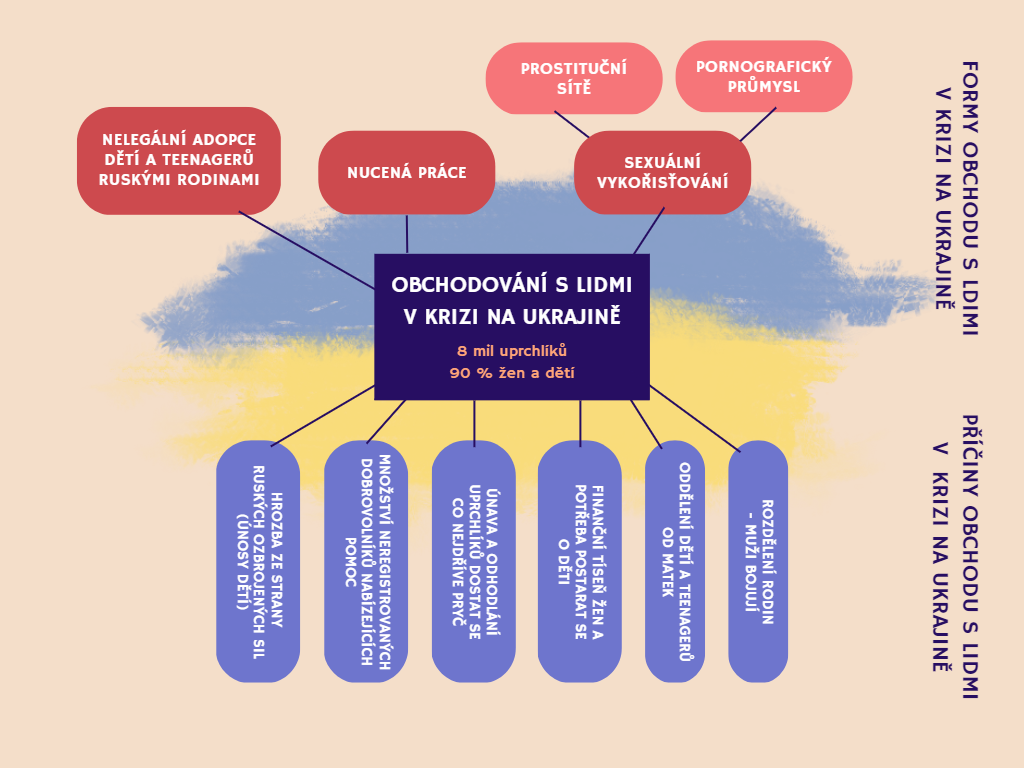 PROSTITUČNÍ
SÍTĚ
PORNOGRAFICKÝ
PRŮMYSL
NELEGÁLNÍ ADOPCE
DĚTÍ A TEENAGERŮ
RUSKÝMI RODINAMI
NUCENÁ PRÁCE
SEXUÁLNÍ
VYKOŘISŤOVÁNÍ
FORMY OBCHODU S LDIMI
V KRIZI NA UKRAJINĚ
OBCHODOVÁNÍ S LIDMI
V KRIZI NA UKRAJINĚ
8 mil uprchlíků
90 % žen a dětí
HROZBA ZE STRANY
RUSKÝCH OZBROJENÝCH SIL
(ÚNOSY DĚTÍ)
MNOŽSTVÍ NEREGISTROVANÝCH
DOBROVOLNÍKŮ NABÍZEJÍCÍCH
POMOC
ÚNAVA A ODHODLÁNÍ
UPRCHLÍKŮ DOSTAT SE
CO NEJDŘÍVE PRYČ
FINANČNÍ TÍSEŇ ŽEN A
POTŘEBA POSTARAT SE
O DĚTI
ODDĚLENÍ DĚTÍ A TEENAGERŮ
OD MATEK
ROZDĚLENÍ RODIN
- MUŽI BOJUJÍ
PŘÍČINY OBCHODU S LIDMI
V KRIZI NA UKRAJINĚ